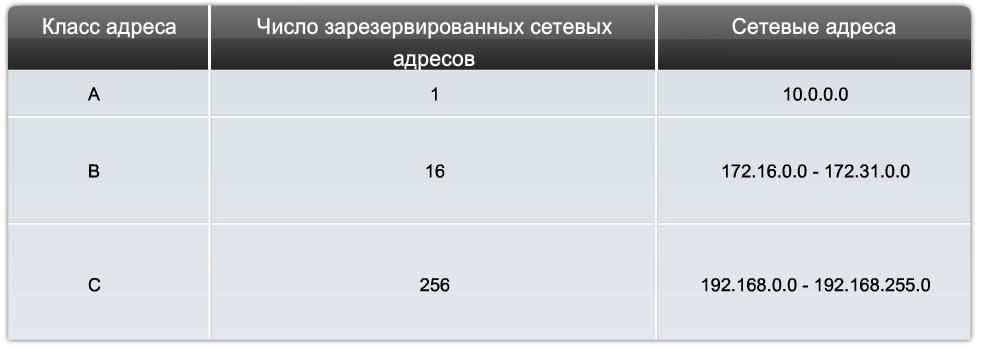 Класс адреса
Число зарезервированных сетевых
адресов
Сетевые адреса
A
1
10.0.0.0
B
16
172.16.0.0 - 172.31.0.0
C
256
192.168.0.0 - 192.168.255.0